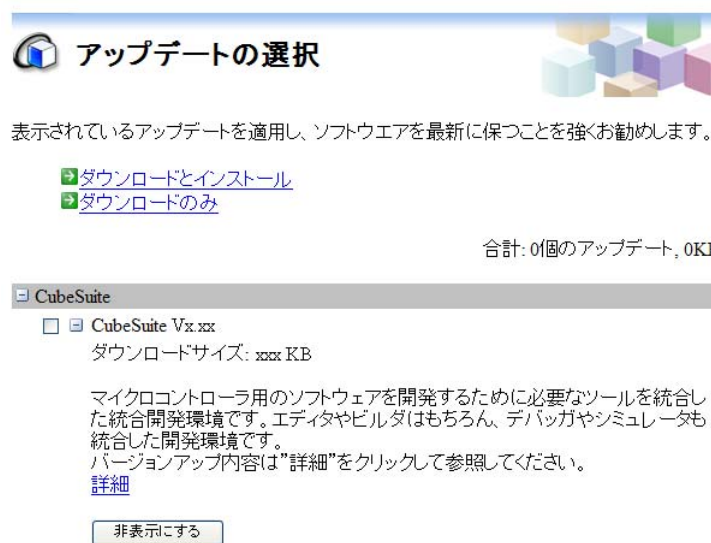 アップデートの選択
表示されているアップデートを適用し、ソフトウエアを最新に保つことを強くお勧めします。
ダウンロードとインストール
ダウンロードのみ
合計: 0個のアップデート, 0K
CubeSuite
CubeSuite Vx.xx
ダウンロードサイズ: xxx KB
マイクロコントローラ用のソフトウェアを開発するために必要なツールを統合し
た統合開発環境です。エディタやビルダはもちろん、デバッガやシミュレータも
統合した開発環境です。
バージョンアップ内容は”詳細”をクリックして参照してください。
詳細
非表示にする